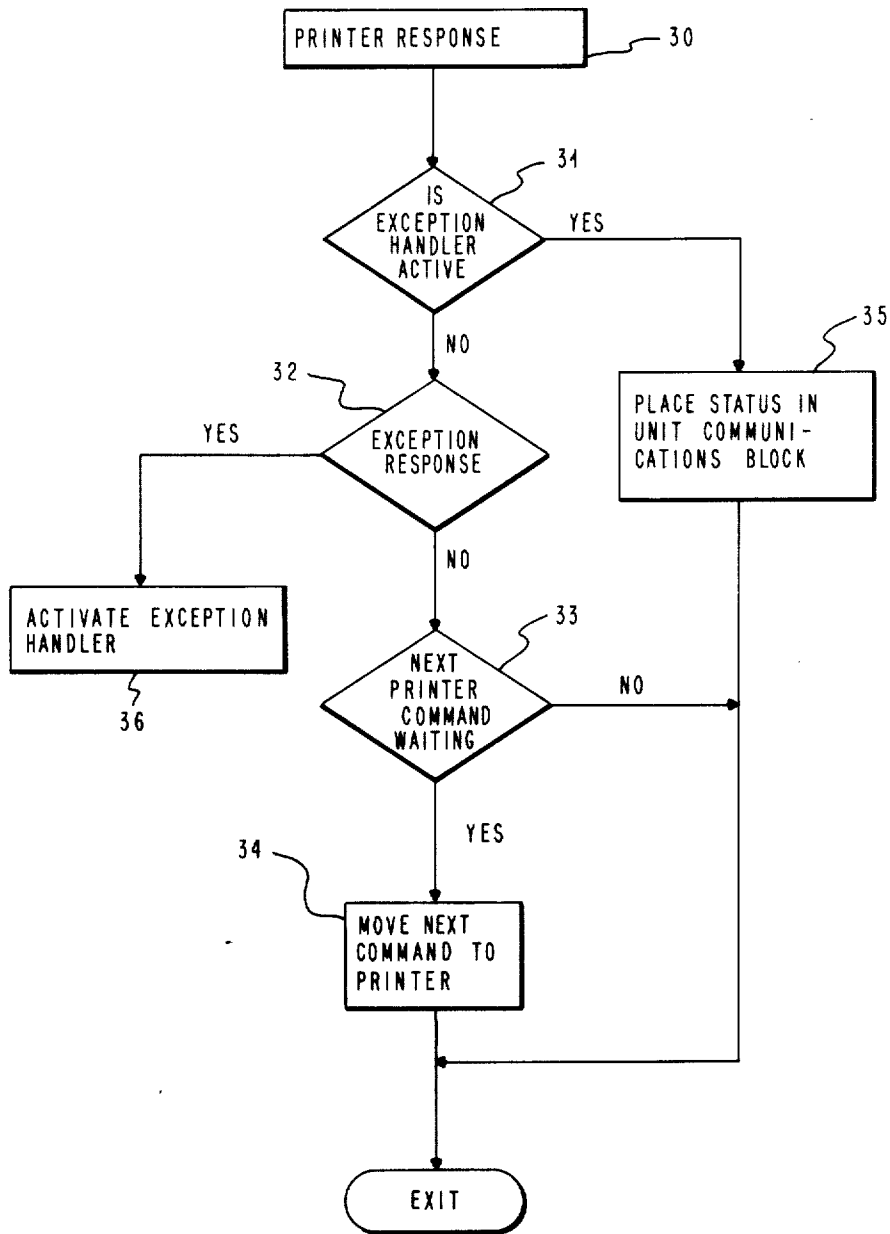 PRINTER RESPONSE
30
31
IS
EXCEPTION
HANDLER
ACTIVE
YES
NO
35
PLACE STATUS IN
UNIT COMMUNI-
CATIONS BLOCK
32
EXCEPTION
RESPONSE
YES
NO
ACTIVATE EXCEPTION
HANDLER
36
33
NEXT
PRINTER
COMMAND
WAITING
NO
YES
34
MOVE NEXT
COMMAND TO
PRINTER
EXIT